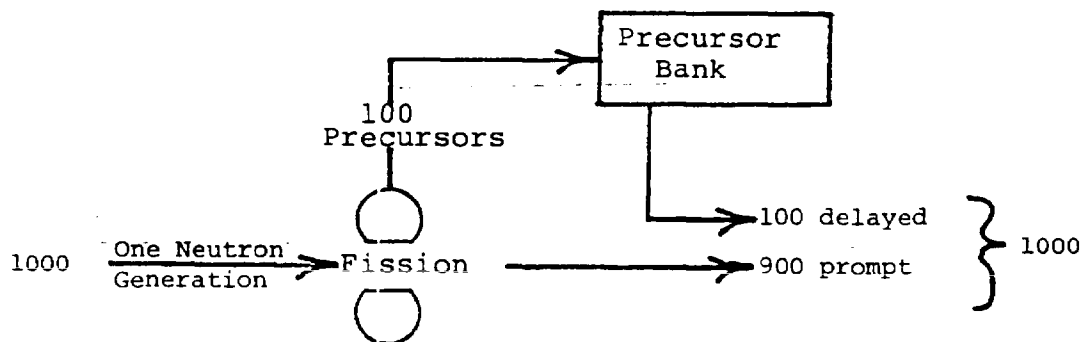 Precursor
Bank
100
Precursors
100 delayed
1000
One Neutron
Generation
Fission
900 prompt
1000